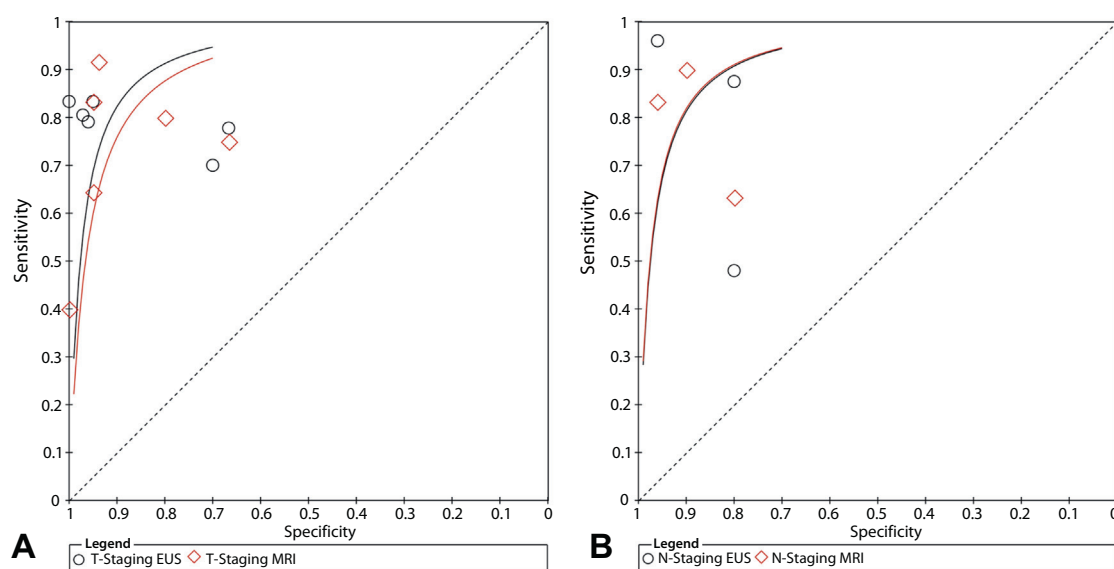 1
0.9
0.8
0.7
0.6
0.5
0.4
0.3
0.2
0.1
0
Sensitivity
1 0.9 0.8 0.7 0.6 0.5 0.4 0.3 0.2 0.1 0
Specificity
A
Legend
T-Staging EUS T-Staging MRI
1
0.9
0.8
0.7
0.6
0.5
0.4
0.3
0.2
0.1
0
Sensitivity
1 0.9 0.8 0.7 0.6 0.5 0.4 0.3 0.2 0.1 0
Specificity
B
Legend
N-Staging EUS N-Staging MRI